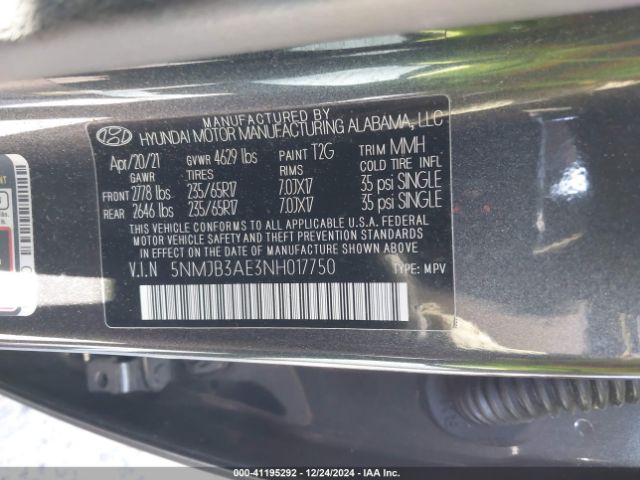 MANUFACTURED BY
HYUNDAI MOTOR MANUFACTURING ALABAMA, LLC
Apr/20/21 GVWR 4629 lbs PAINT T2G TRIM MMH
GAWR TIRES RIMS COLD TIRE INFL
FRONT 2778 lbs 235/65R17 7.0JX17 35 psi SINGLE
REAR 2646 lbs 235/65R17 7.0JX17 35 psi SINGLE
THIS VEHICLE CONFORMS TO ALL APPLICABLE U.S.A. FEDERAL
MOTOR VEHICLE SAFETY AND THEFT PREVENTION STANDARDS
IN EFFECT ON THE DATE OF MANUFACTURE SHOWN ABOVE.
V.I.N 5NMJB3AE3NH017750 TYPE: MPV
000-41195292 - 12/24/2024 - IAA Inc.